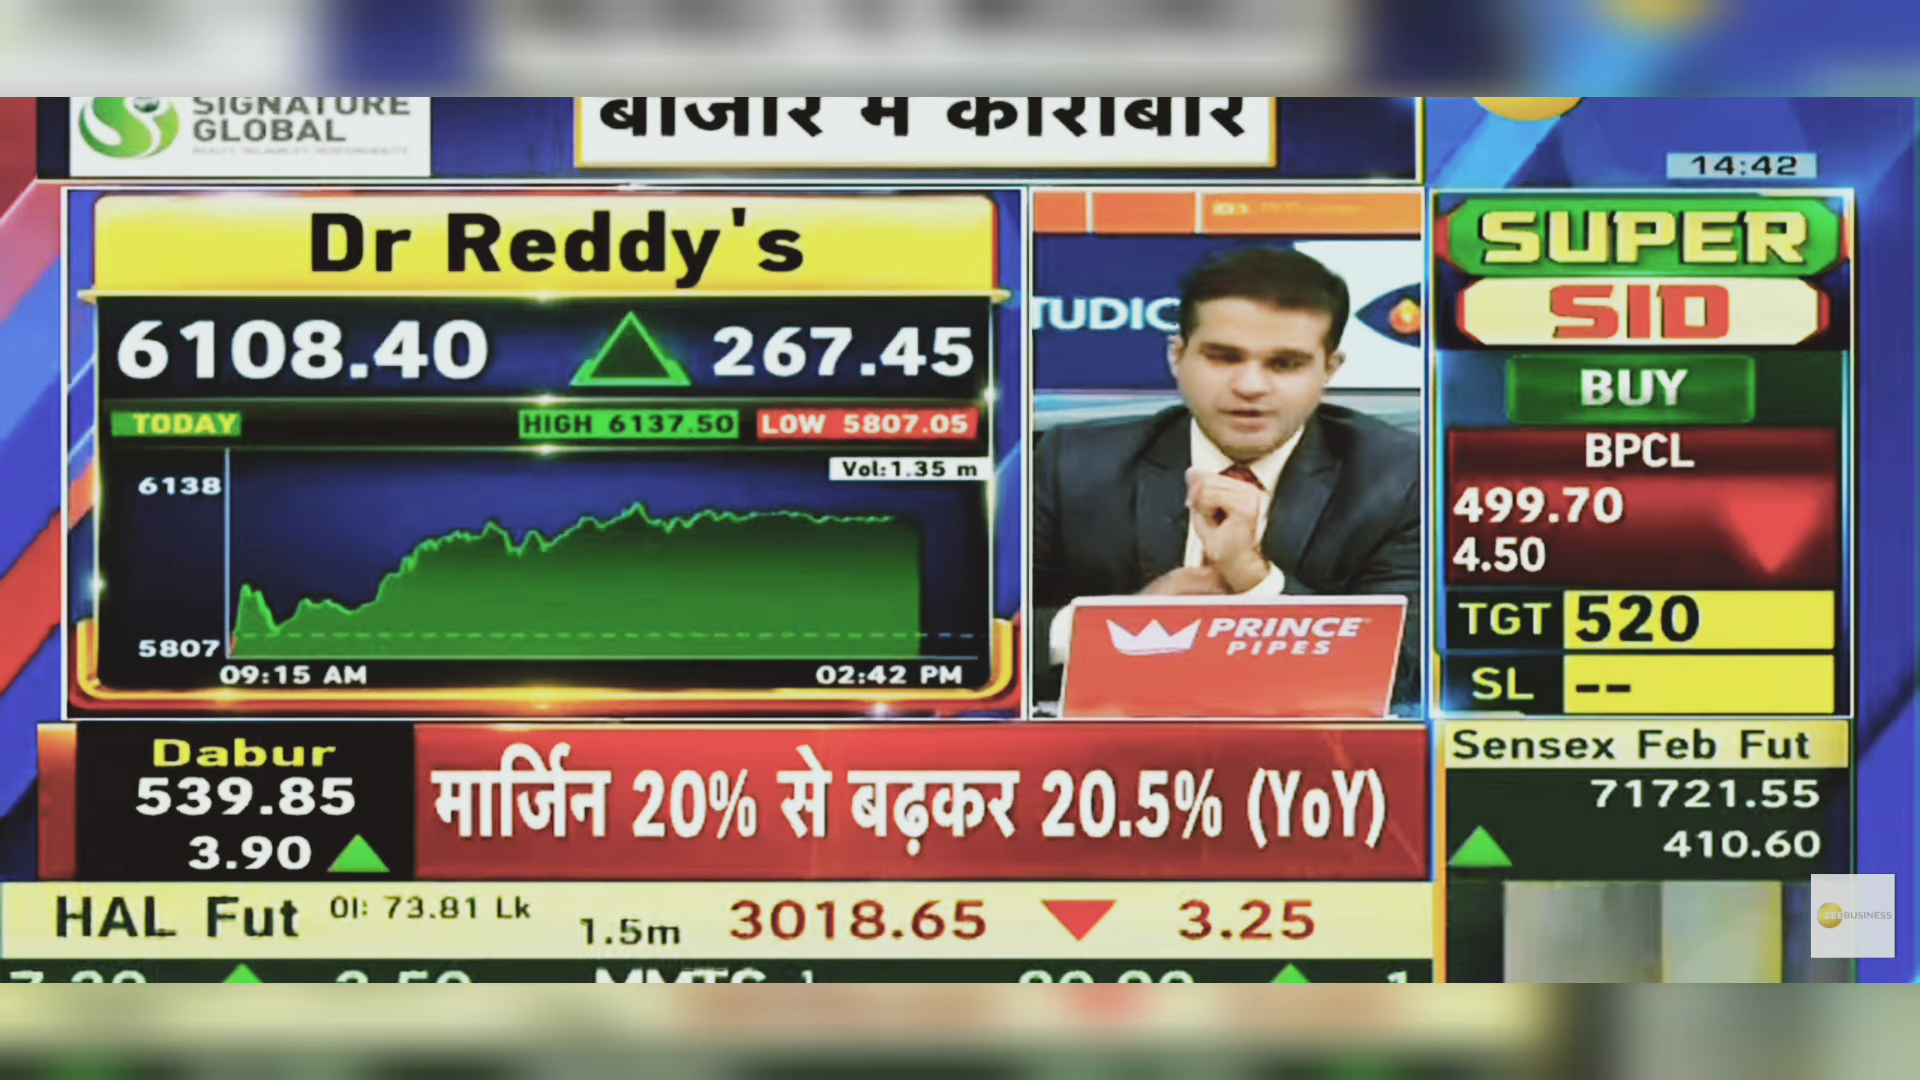 SIGNATURE
GLOBAL
बाजार में कारोबार
14:42
Dr Reddy's
6108.40 267.45
TODAY HIGH 6137.50 LOW 5807.05
Vol:1.35 m
6138
5807
09:15 AM 02:42 PM
TUDIO
PRINCE
PIPES
SUPER
SID
BUY
BPCL
499.70
4.50
TGT 520
SL --
Dabur
539.85
3.90
मार्जिन 20% से बढ़कर 20.5% (YoY)
Sensex Feb Fut
71721.55
410.60
HAL Fut OI: 73.81 Lk 1.5m 3018.65 3.25
ZEEBUSINESS